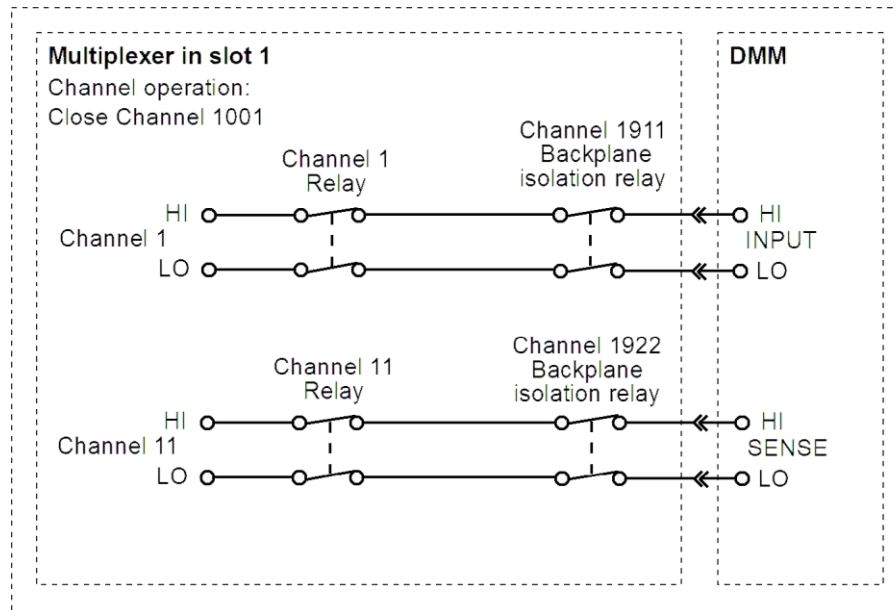 Multiplexer in slot 1
Channel operation:
Close Channel 1001
DMM
Channel 1
Relay
Channel 1911
Backplane
isolation relay
HI
HI
Channel 1
INPUT
LO
LO
Channel 11
Relay
Channel 1922
Backplane
isolation relay
HI
HI
Channel 11
SENSE
LO
LO